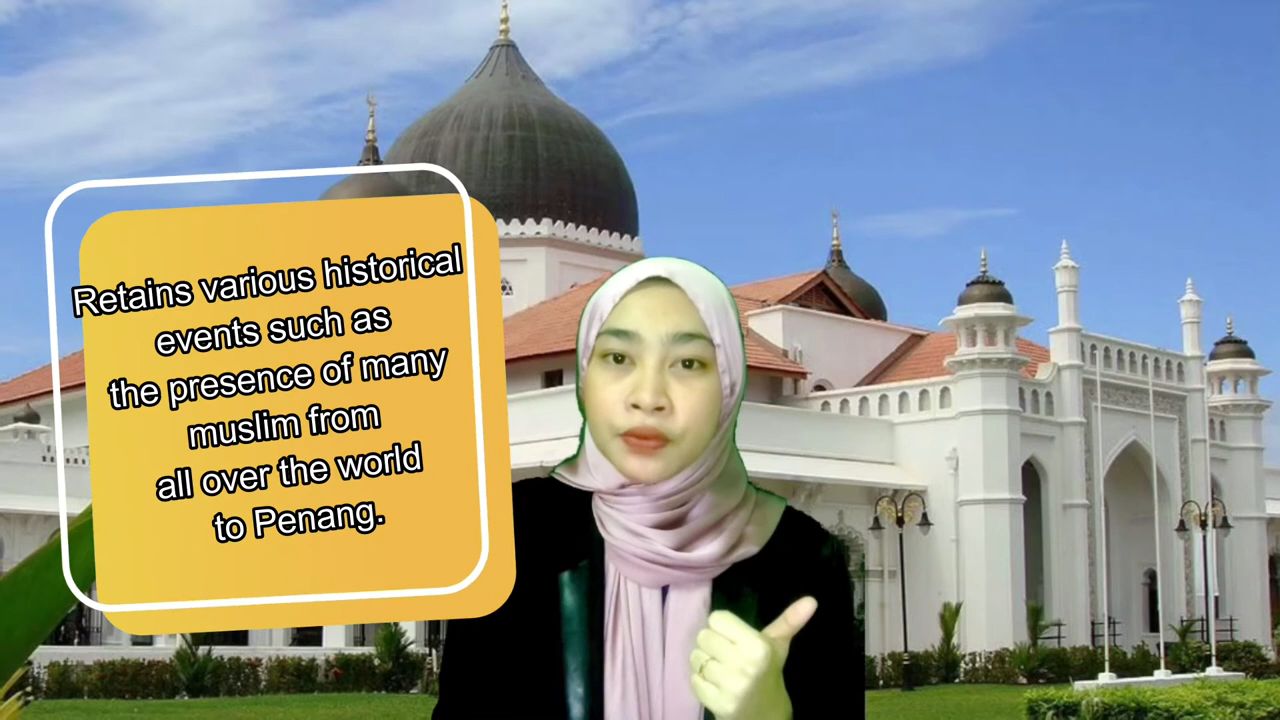 Retains various historical
events such as
the presence of many
muslim from
all over the world
to Penang.